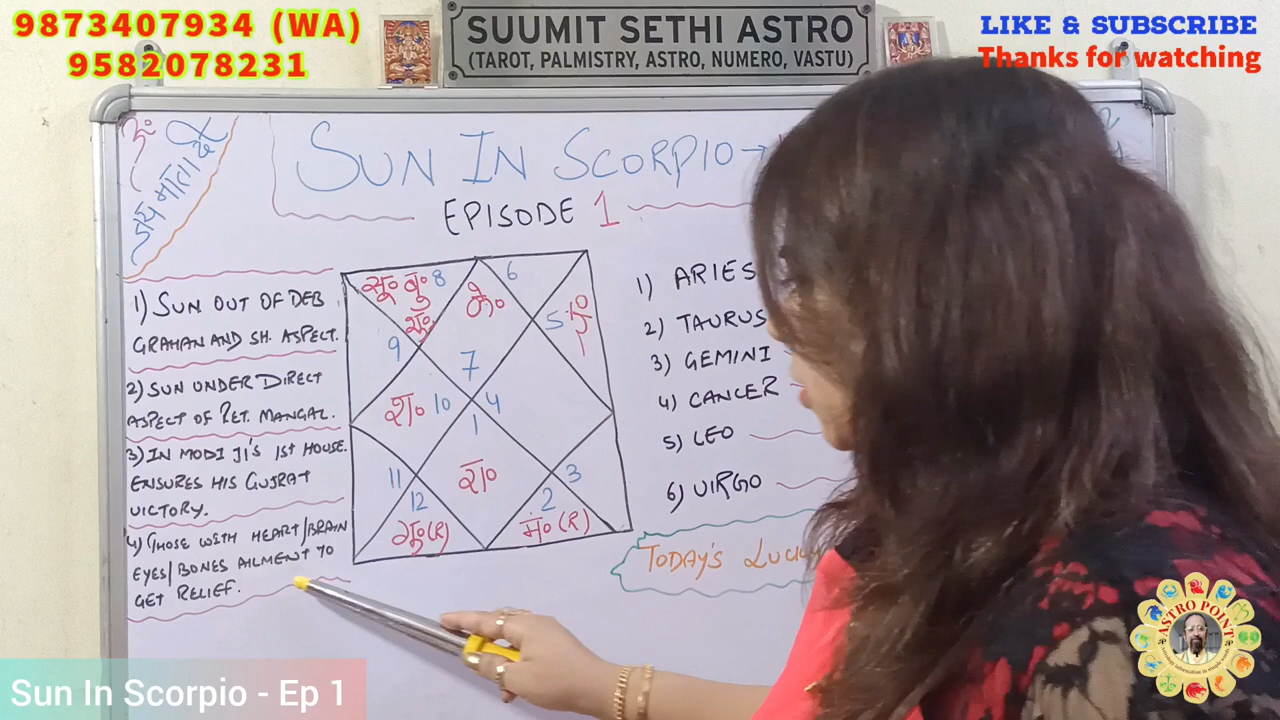 9873407934 (WA)
9582078231
SUUMIT SETHI ASTRO
(TAROT, PALMISTRY, ASTRO, NUMERO, VASTU)
LIKE & SUBSCRIBE
Thanks for watching
जय माता दी
SUN IN SCORPIO→
EPISODE 1
1) SUN OUT OF DEB
GRAHAN AND SH. ASPECT.
2) SUN UNDER DIRECT
ASPECT OF RET. MANGAL.
3) IN MODI JI'S 1ST HOUSE.
ENSURES HIS GUJRAT
VICTORY.
4) THOSE WITH HEART/BRAIN
EYES/BONES AILMENT TO
GET RELIEF.
सू० बु० 8
शु०
6
के०
5
9
7
श० 10
4
1
रा०
11
12
गु० (R)
3
2
मं० (R)
1) ARIES
2) TAURUS
3) GEMINI
4) CANCER
5) LEO
6) VIRGO
TODAY'S LUCKY
Sun In Scorpio - Ep 1
ASTRO POINT